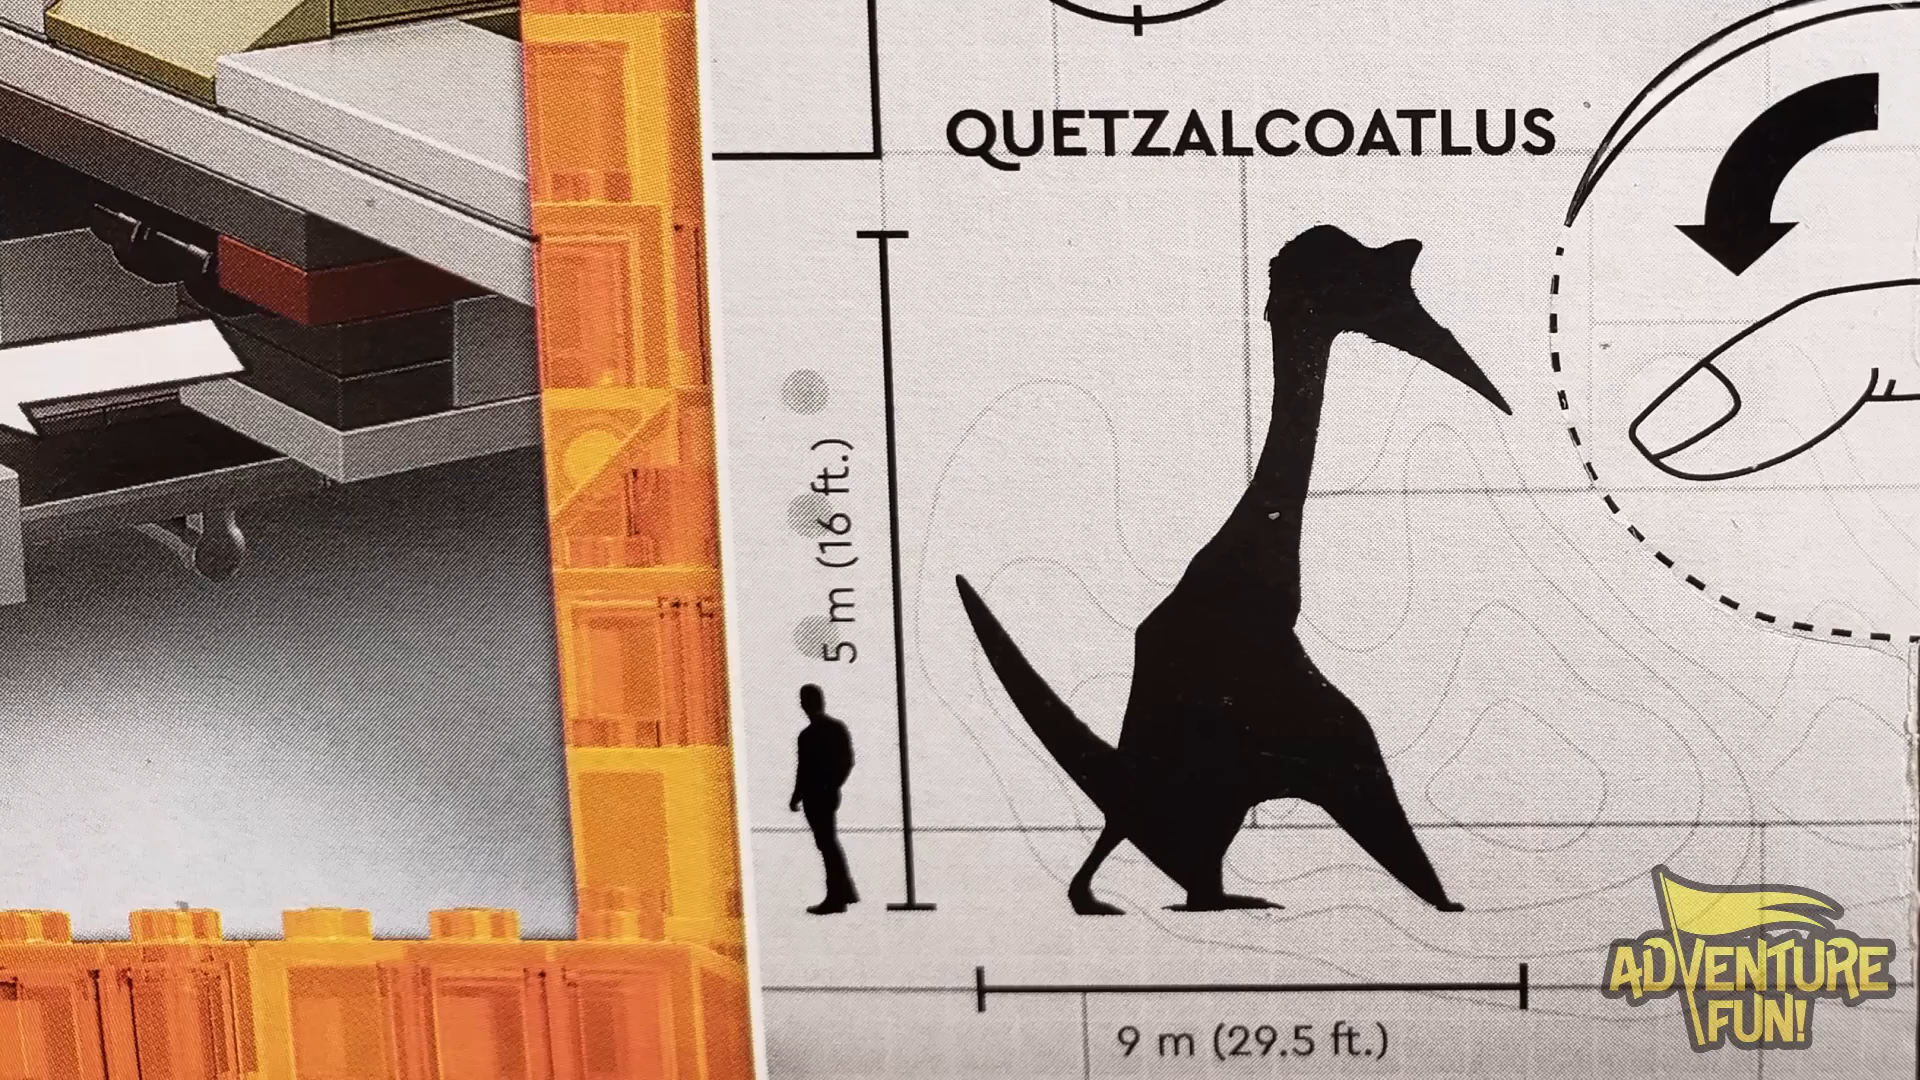 QUETZALCOATLUS
5 m (16 ft.)
9 m (29.5 ft.)
ADVENTURE
FUN!